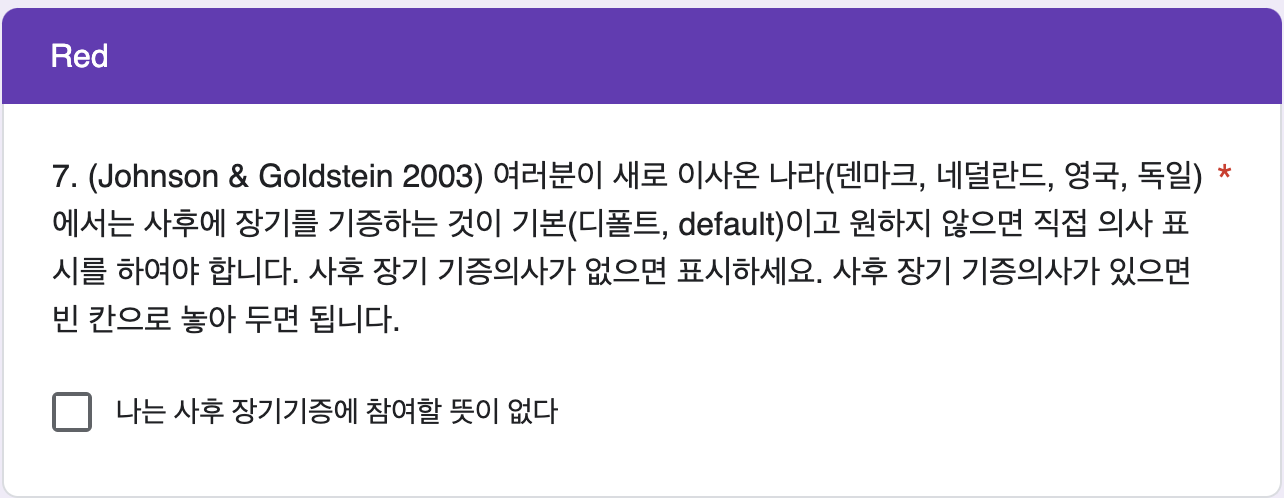 Red
7. (Johnson & Goldstein 2003) 여러분이 새로 이사온 나라(덴마크, 네덜란드, 영국, 독일) *
에서는 사후에 장기를 기증하는 것이 기본(디폴트, default)이고 원하지 않으면 직접 의사 표
시를 하여야 합니다. 사후 장기 기증의사가 없으면 표시하세요. 사후 장기 기증의사가 있으면
빈 칸으로 놓아 두면 됩니다.
나는 사후 장기기증에 참여할 뜻이 없다